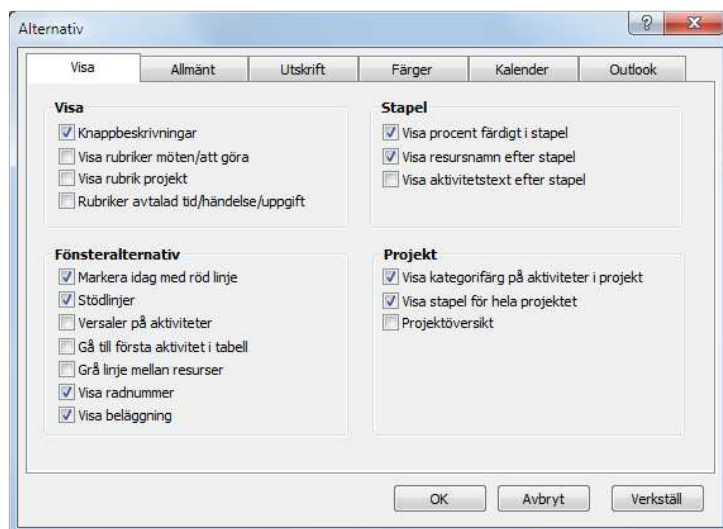 Alternativ
Visa
Allmänt
Utskrift
Färger
Kalender
Outlook
Visa
Knappbeskrivningar
Visa rubriker möten/att göra
Visa rubrik projekt
Rubriker avtalad tid/händelse/uppgift
Stapel
Visa procent färdigt i stapel
Visa resursnamn efter stapel
Visa aktivitetstext efter stapel
Fönsteralternativ
Markera idag med röd linje
Stödlinjer
Versaler på aktiviteter
Gå till första aktivitet i tabell
Grå linje mellan resurser
Visa radnummer
Visa beläggning
Projekt
Visa kategorifärg på aktiviteter i projekt
Visa stapel för hela projektet
Projektöversikt
OK
Avbryt
Verkställ